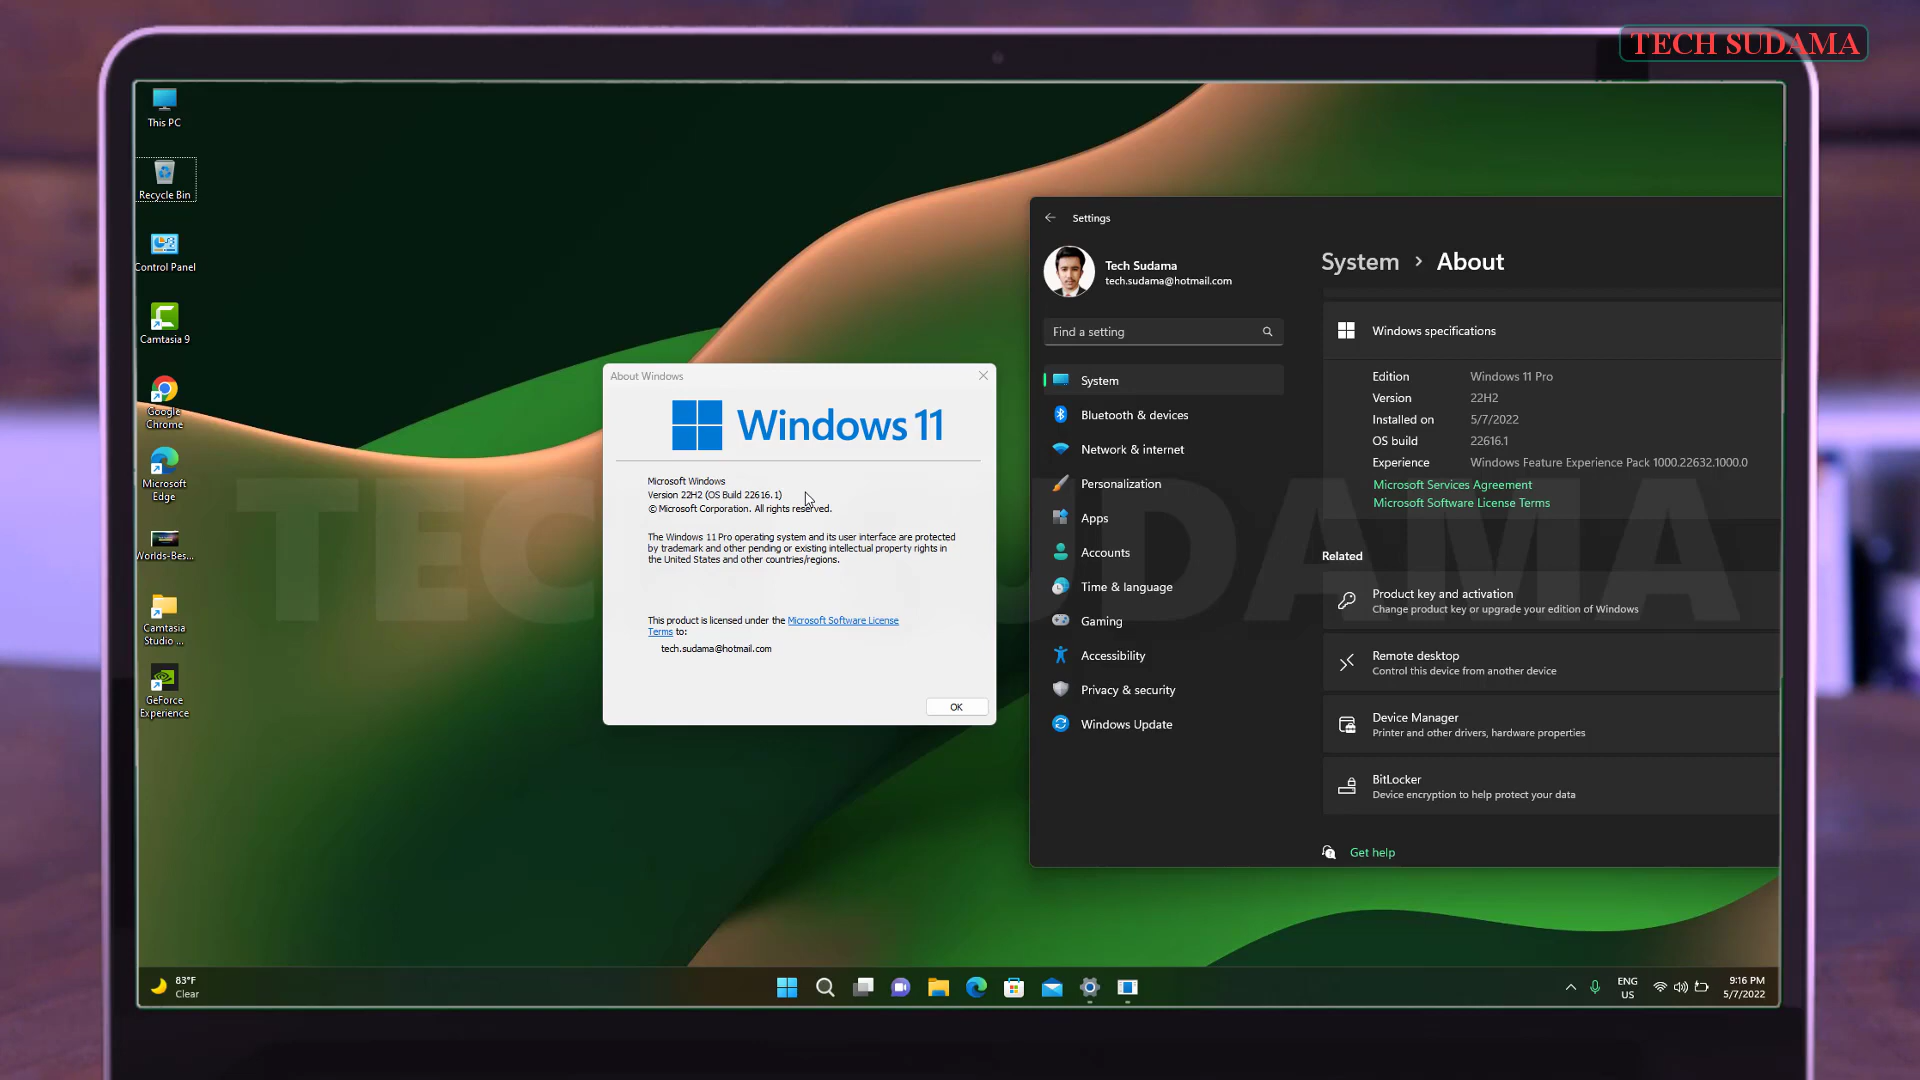 TECH SUDAMA
This PC
Recycle Bin
Control Panel
Camtasia 9
Google
Chrome
Microsoft
Edge
Worlds-Bes...
Camtasia
Studio ...
GeForce
Experience
About Windows
Windows 11
Microsoft Windows
Version 22H2 (OS Build 22616.1)
© Microsoft Corporation. All rights reserved.
The Windows 11 Pro operating system and its user interface are protected
by trademark and other pending or existing intellectual property rights in
the United States and other countries/regions.
This product is licensed under the Microsoft Software License
Terms to:
tech.sudama@hotmail.com
OK
Settings
Tech Sudama
tech.sudama@hotmail.com
Find a setting
System
Bluetooth & devices
Network & internet
Personalization
Apps
Accounts
Time & language
Gaming
Accessibility
Privacy & security
Windows Update
System > About
Windows specifications
Edition Windows 11 Pro
Version 22H2
Installed on 5/7/2022
OS build 22616.1
Experience Windows Feature Experience Pack 1000.22632.1000.0
Microsoft Services Agreement
Microsoft Software License Terms
Related
Product key and activation
Change product key or upgrade your edition of Windows
Remote desktop
Control this device from another device
Device Manager
Printer and other drivers, hardware properties
BitLocker
Device encryption to help protect your data
Get help
TECH SUDAMA
83°F
Clear
ENG
US
9:16 PM
5/7/2022